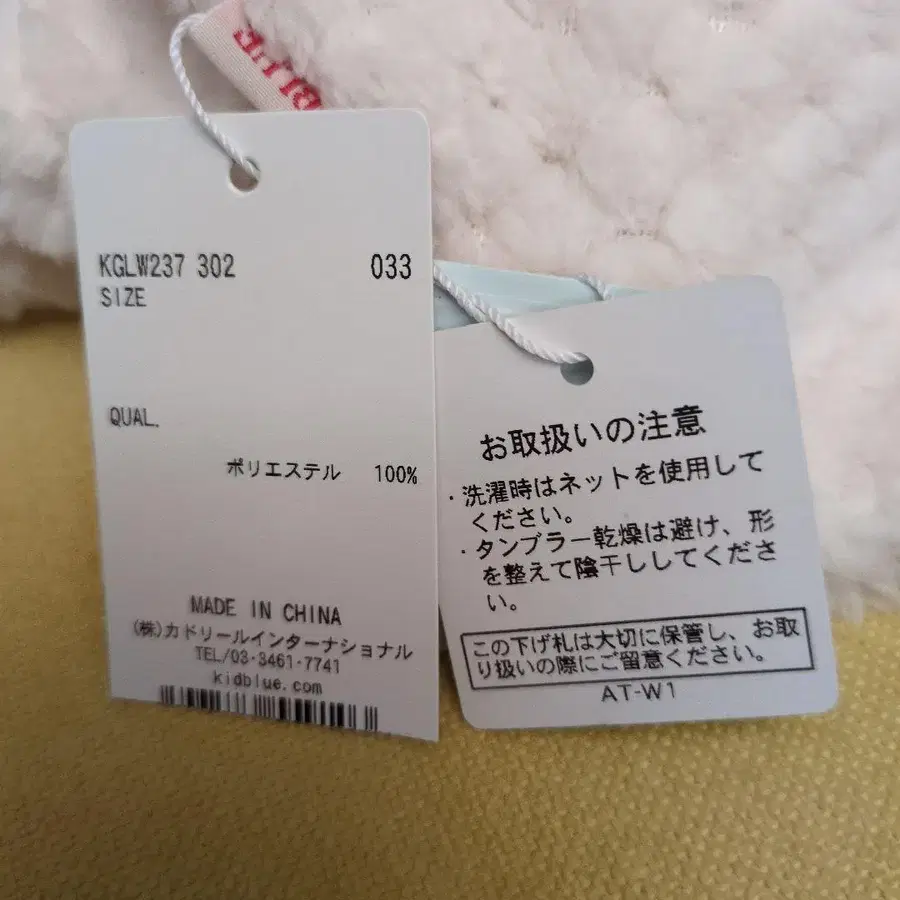 KGLW237 302 033
SIZE
QUAL.
ポリエステル 100%
MADE IN CHINA
(株)カドリールインターナショナル
TEL/03-3461-7741
kidblue.com
お取扱いの注意
・洗濯時はネットを使用して
ください。
・タンブラー乾燥は避け、形
を整えて陰干ししてくださ
い。
この下げ札は大切に保管し、お取
り扱いの際にご留意ください。
AT-W1